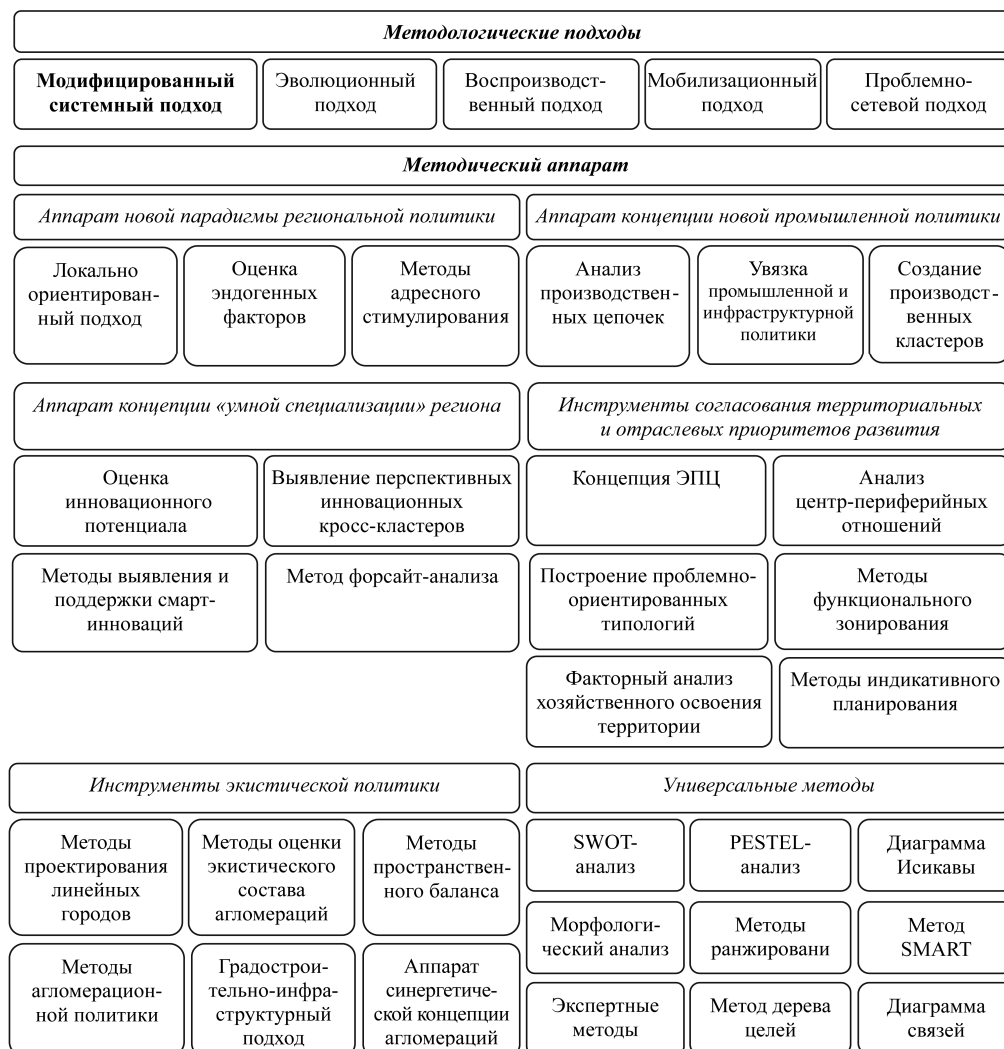 Методологические подходы
Модифицированный
системный подход
Эволюционный
подход
Воспроизводст-
венный подход
Мобилизационный
подход
Проблемно-
сетевой подход
Методический аппарат
Аппарат новой парадигмы региональной политики
Аппарат концепции новой промышленной политики
Локально
ориентирован-
ный подход
Оценка
эндогенных
факторов
Методы
адресного
стимулирования
Анализ
производствен-
ных цепочек
Увязка
промышленной и
инфраструктурной
политики
Создание
производст-
венных
кластеров
Аппарат концепции «умной специализации» региона
Инструменты согласования территориальных
и отраслевых приоритетов развития
Оценка
инновационного
потенциала
Выявление перспективных
инновационных
кросс-кластеров
Концепция ЭПЦ
Анализ
центр-периферийных
отношений
Методы выявления и
поддержки смарт-
инноваций
Метод форсайт-анализа
Построение проблемно-
ориентированных
типологий
Методы
функционального
зонирования
Факторный анализ
хозяйственного освоения
территории
Методы индикативного
планирования
Инструменты экистической политики
Универсальные методы
Методы
проектирования
линейных
городов
Методы оценки
экистического
состава
агломераций
Методы
пространствен-
ного баланса
SWOT-
анализ
PESTEL-
анализ
Диаграмма
Исикавы
Морфологи-
ческий анализ
Методы
ранжировани
Метод
SMART
Методы
агломерацион-
ной политики
Градострои-
тельно-инфра-
структурный
подход
Аппарат
синергетиче-
ской концепции
агломераций
Экспертные
методы
Метод дерева
целей
Диаграмма
связей